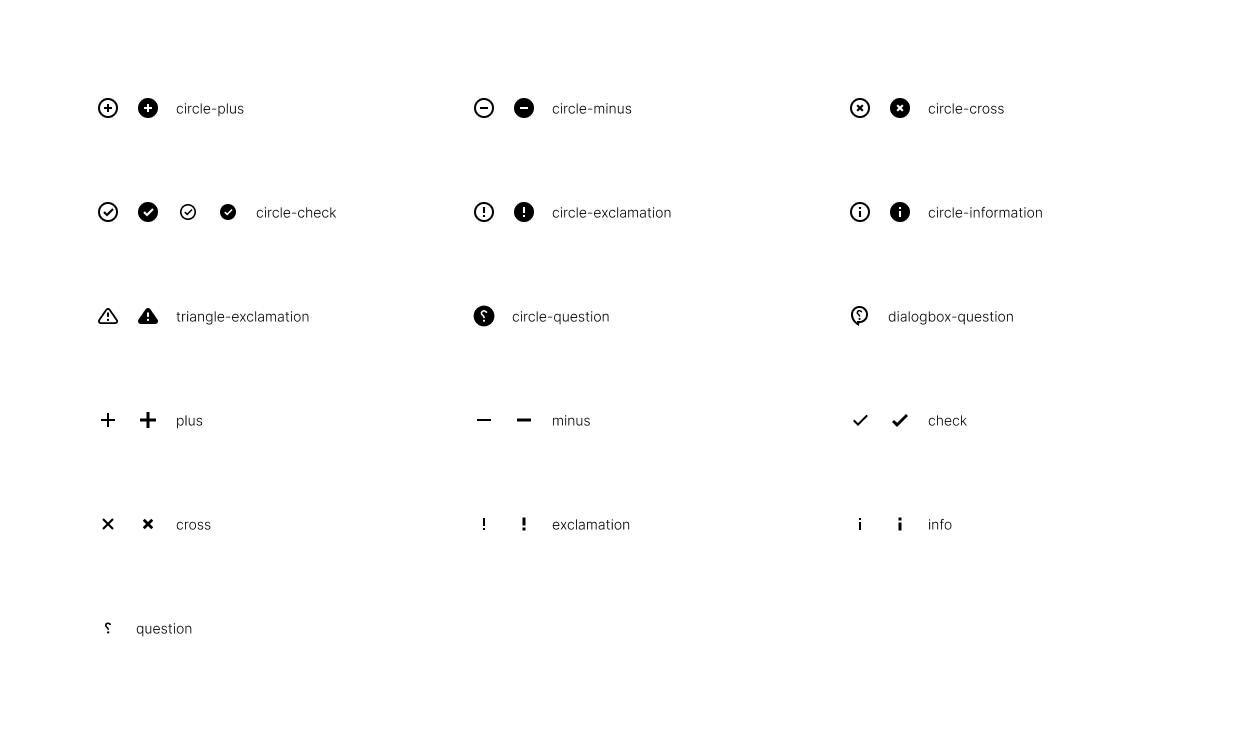 circle-plus
circle-minus
circle-cross
circle-check
circle-exclamation
circle-information
triangle-exclamation
circle-question
dialogbox-question
plus
minus
check
cross
exclamation
info
question